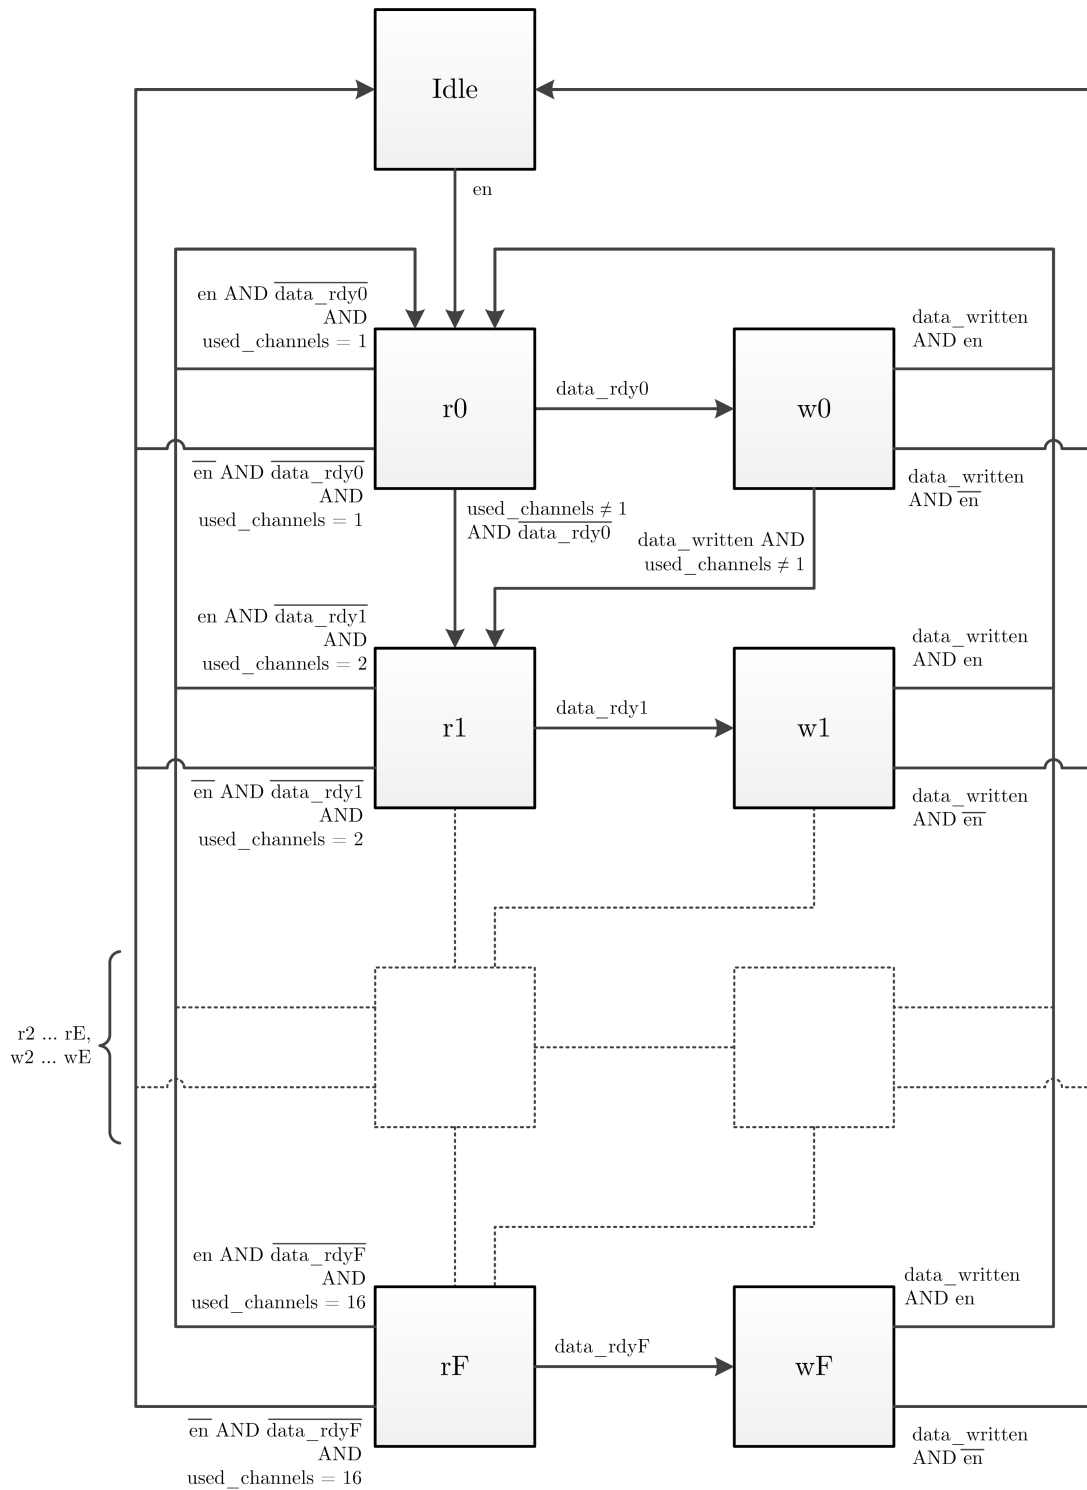 Idle
en
en AND data_rdy0
AND
used_channels = 1
r0
data_rdy0
w0
data_written
AND en
en AND data_rdy0
AND
used_channels = 1
used_channels ≠ 1
AND data_rdy0
data_written AND
used_channels ≠ 1
data_written
AND en
en AND data_rdy1
AND
used_channels = 2
r1
data_rdy1
w1
data_written
AND en
en AND data_rdy1
AND
used_channels = 2
data_written
AND en
r2 ... rE,
w2 ... wE
en AND data_rdyF
AND
used_channels = 16
rF
data_rdyF
wF
data_written
AND en
en AND data_rdyF
AND
used_channels = 16
data_written
AND en